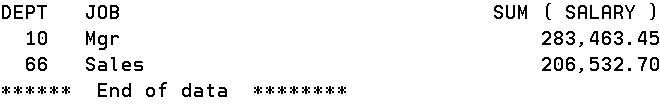 DEPT   JOB                                  SUM ( SALARY )
  10   Mgr                                      283,463.45
  66   Sales                                    206,532.70
******  End of data  ********